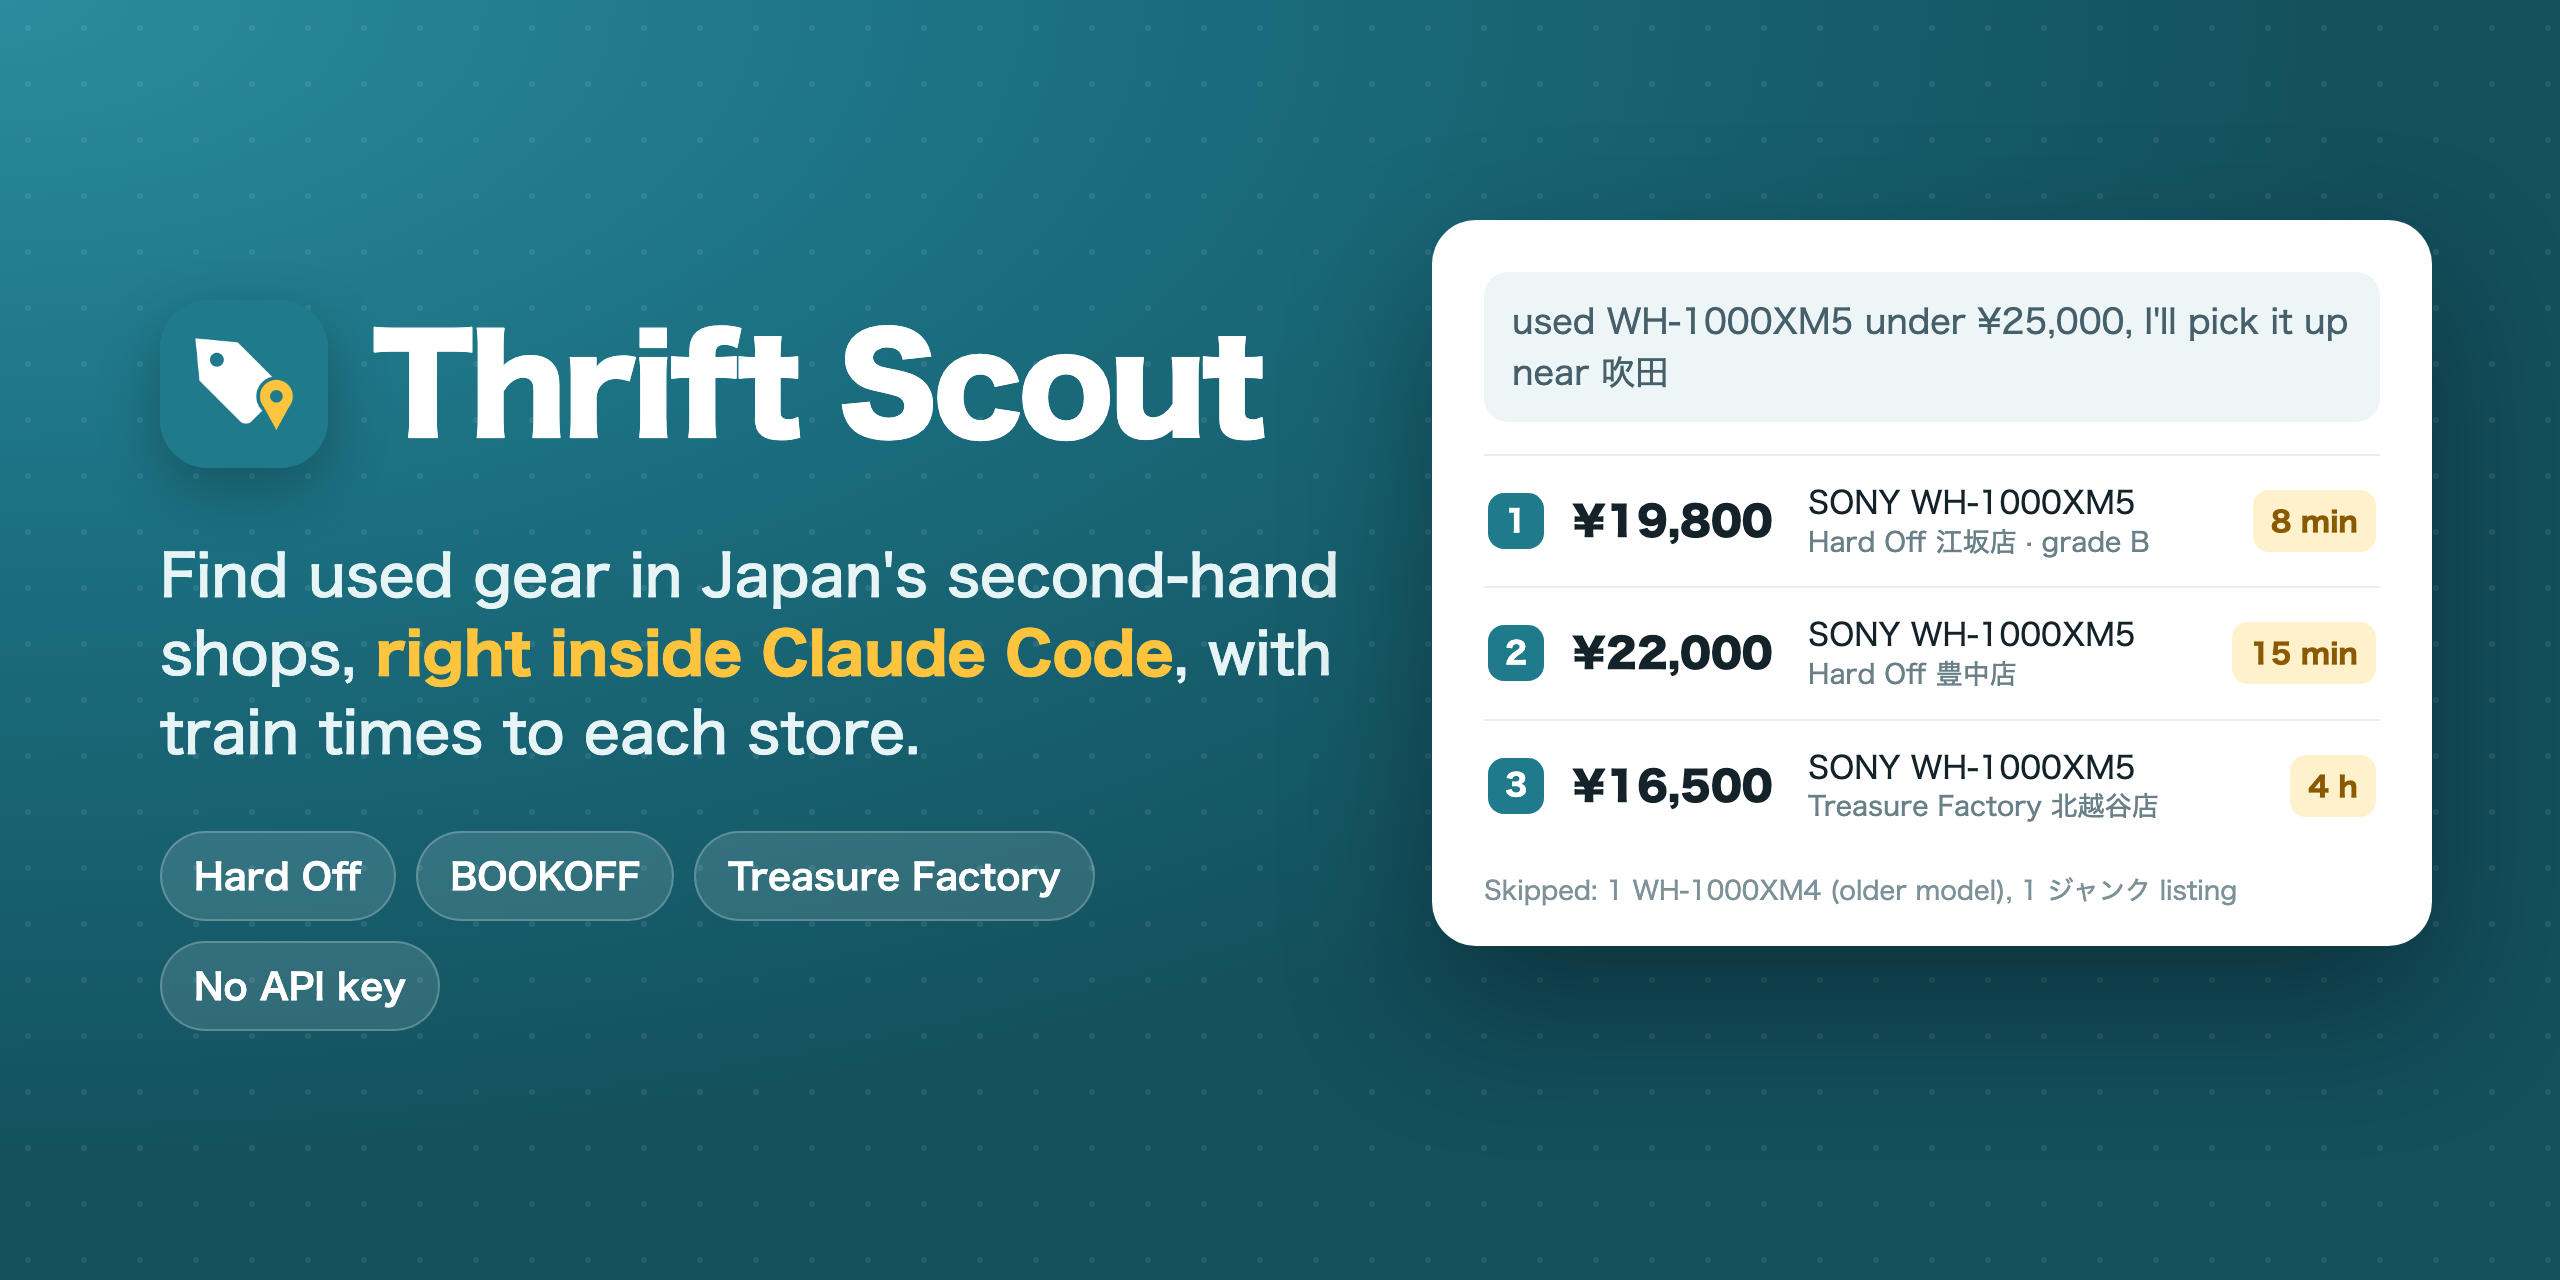 Thrift Scout
Find used gear in Japan's second-hand
shops, right inside Claude Code, with
train times to each store.
Hard Off
BOOKOFF
Treasure Factory
No API key
used WH-1000XM5 under ¥25,000, I'll pick it up
near 吹田
1
¥19,800
SONY WH-1000XM5
Hard Off 江坂店 · grade B
8 min
2
¥22,000
SONY WH-1000XM5
Hard Off 豊中店
15 min
3
¥16,500
SONY WH-1000XM5
Treasure Factory 北越谷店
4 h
Skipped: 1 WH-1000XM4 (older model), 1 ジャンク listing